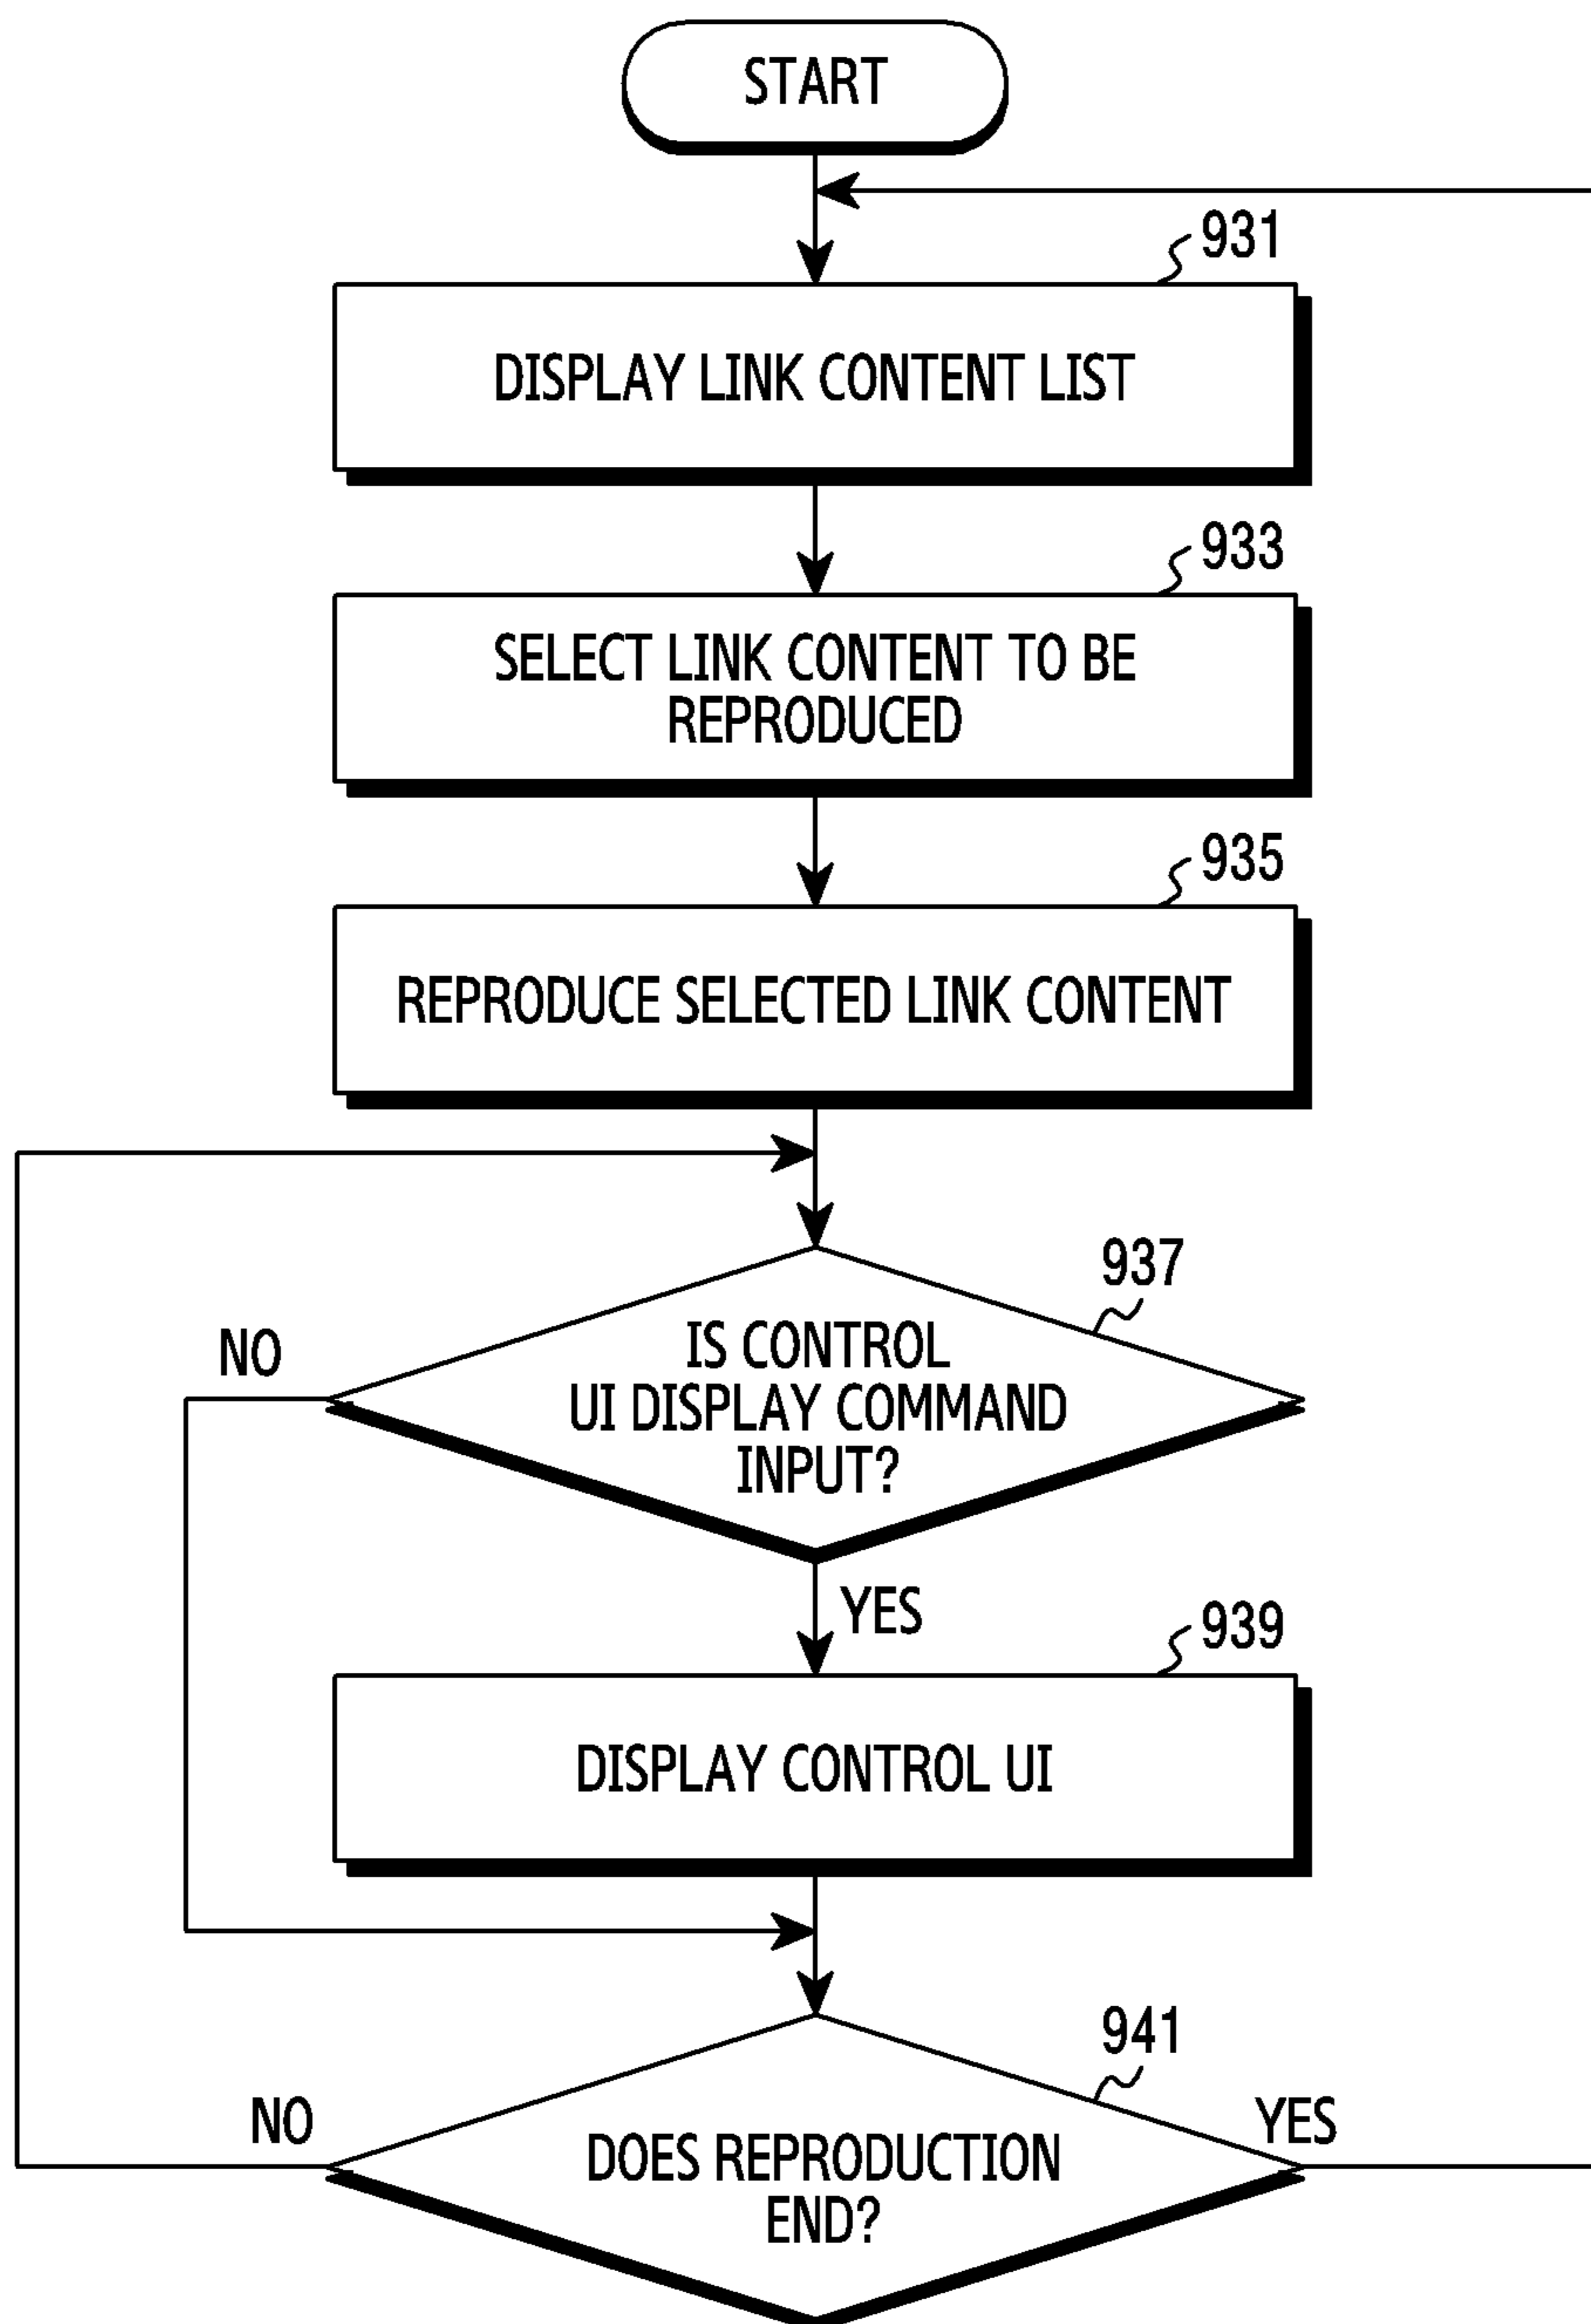 START
931
DISPLAY LINK CONTENT LIST
933
SELECT LINK CONTENT TO BE
REPRODUCED
935
REPRODUCE SELECTED LINK CONTENT
937
NO
IS CONTROL
UI DISPLAY COMMAND
INPUT?
YES
939
DISPLAY CONTROL UI
941
NO
YES
DOES REPRODUCTION
END?